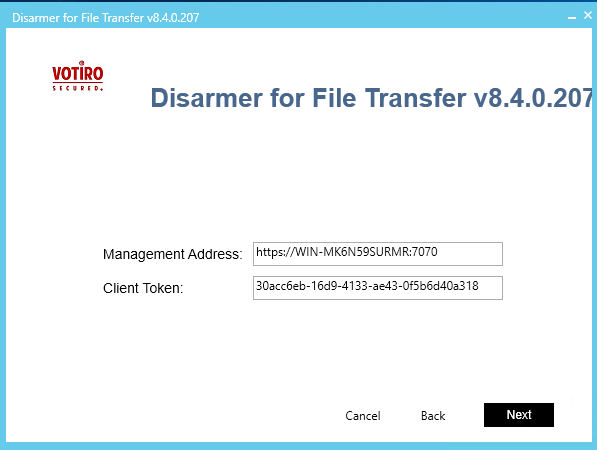 Disarmer for File Transfer v8.4.0.207
VOTIRO
SECURED.
Disarmer for File Transfer v8.4.0.207
Management Address: https://WIN-MK6N59SURMR:7070
Client Token: 30acc6eb-16d9-4133-ae43-0f5b6d40a318
Cancel Back Next